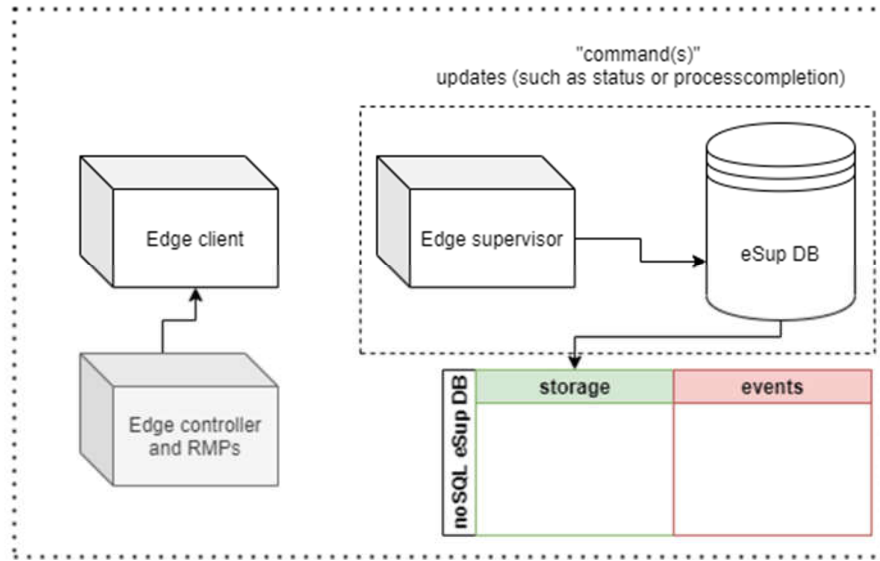 "command(s)"
updates (such as status or processcompletion)
Edge client
Edge supervisor
eSup DB
Edge controller
and RMPs
noSQL eSup DB
storage
events